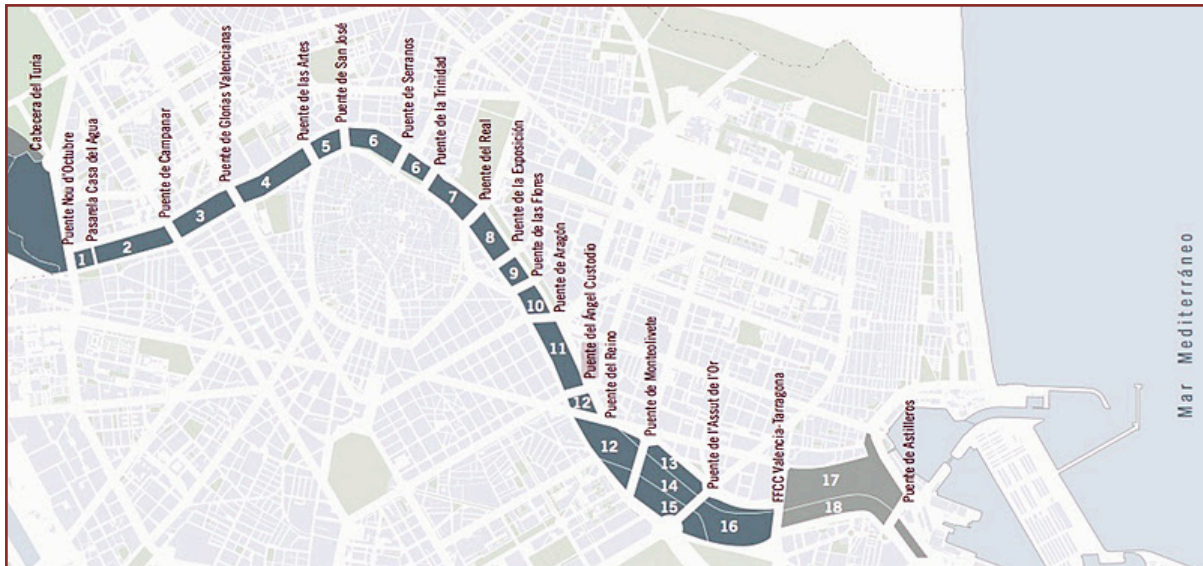 Cabecera del Turia
Puente Nou d'Octubre
Pasarela Casa del Agua
Puente de Campanar
Puente de Glorias Valencianas
Puente de las Artes
Puente de San José
Puente de Serranos
Puente de la Trinidad
Puente del Real
Puente de la Exposición
Puente de las Flores
Puente de Aragón
Puente del Ángel Custodio
Puente del Reino
Puente de Monteolivete
Puente de l'Assut de l'Or
FFCC Valencia-Tarragona
Puente de Astilleros
Mar Mediterráneo
1
2
3
4
5
6
6
7
8
9
10
11
12
12
13
14
15
16
17
18